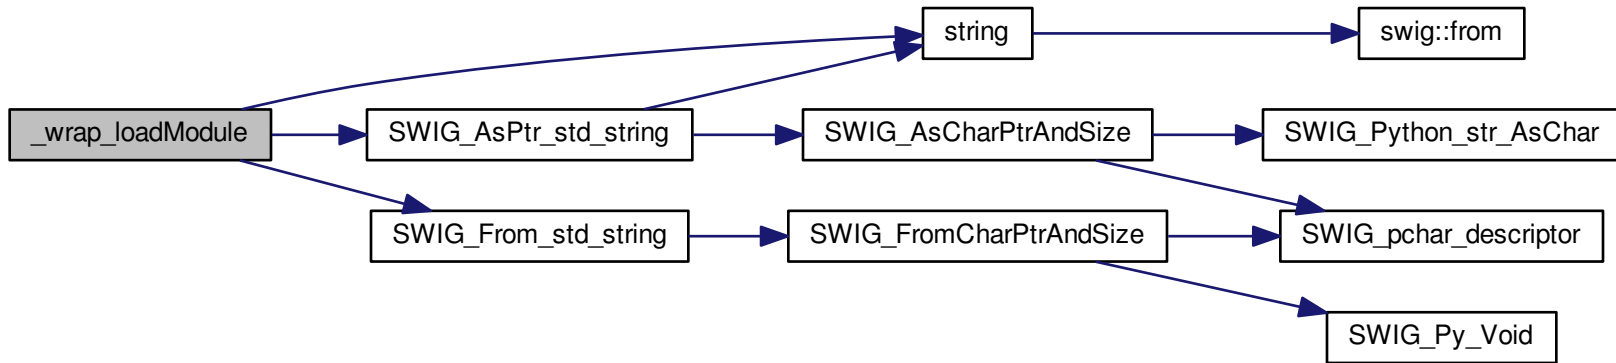 string
swig::from
_wrap_loadModule
SWIG_AsPtr_std_string
SWIG_AsCharPtrAndSize
SWIG_Python_str_AsChar
SWIG_From_std_string
SWIG_FromCharPtrAndSize
SWIG_pchar_descriptor
SWIG_Py_Void